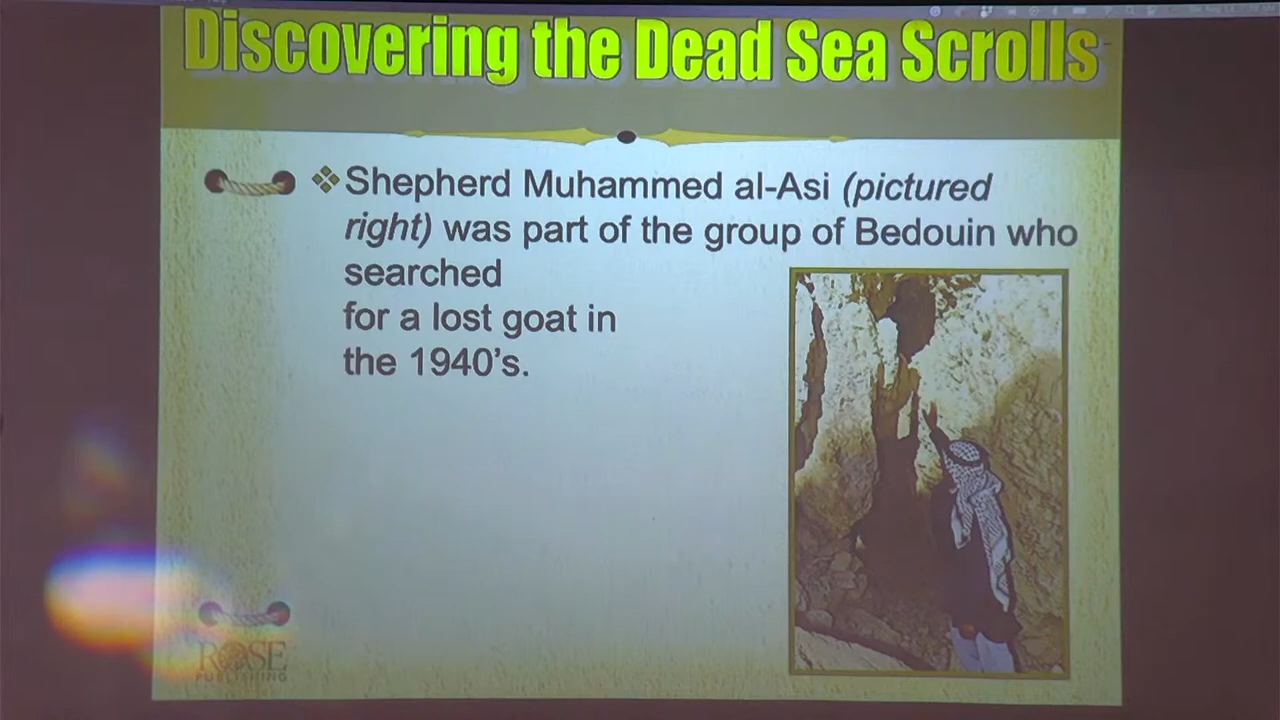 Discovering the Dead Sea Scrolls
Shepherd Muhammed al-Asi (pictured
right) was part of the group of Bedouin who
searched
for a lost goat in
the 1940's.
ROSE
PUBLISHING